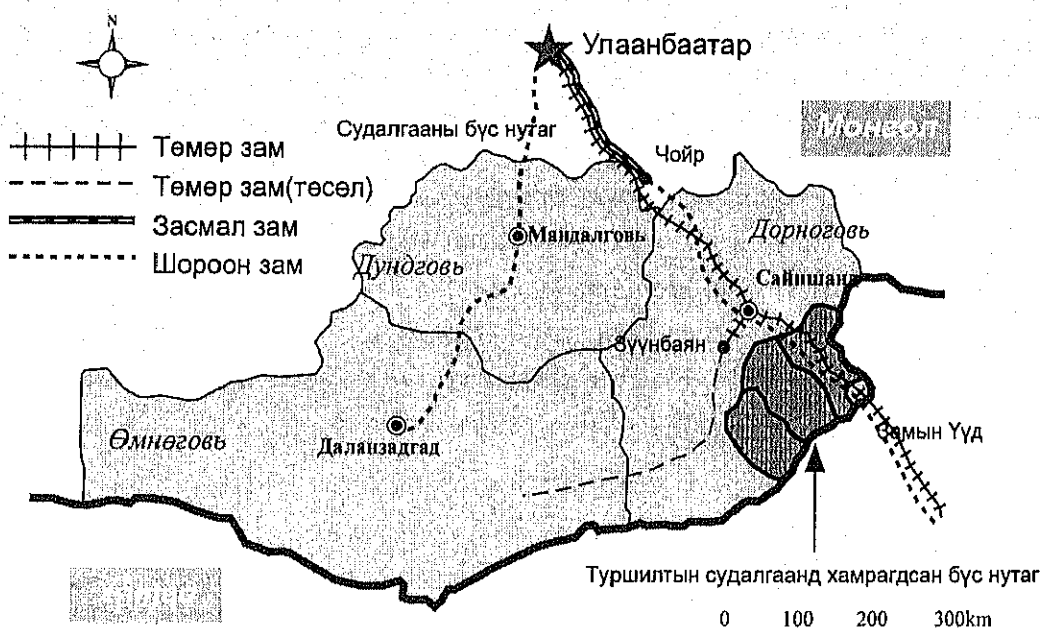 N
Улаанбаатар
Монгол
Судалгааны бүс нутаг
Чойр
Төмөр зам
Төмөр зам(төсөл)
Засмал зам
Шороон зам
Мандалговь
Дорноговь
Дундговь
Сайншанд
Зүүнбаян
Өмнөговь
Даланзадгад
Замын Үүд
Туршилтын судалгаанд хамрагдсан бүс нутаг
0 100 200 300km